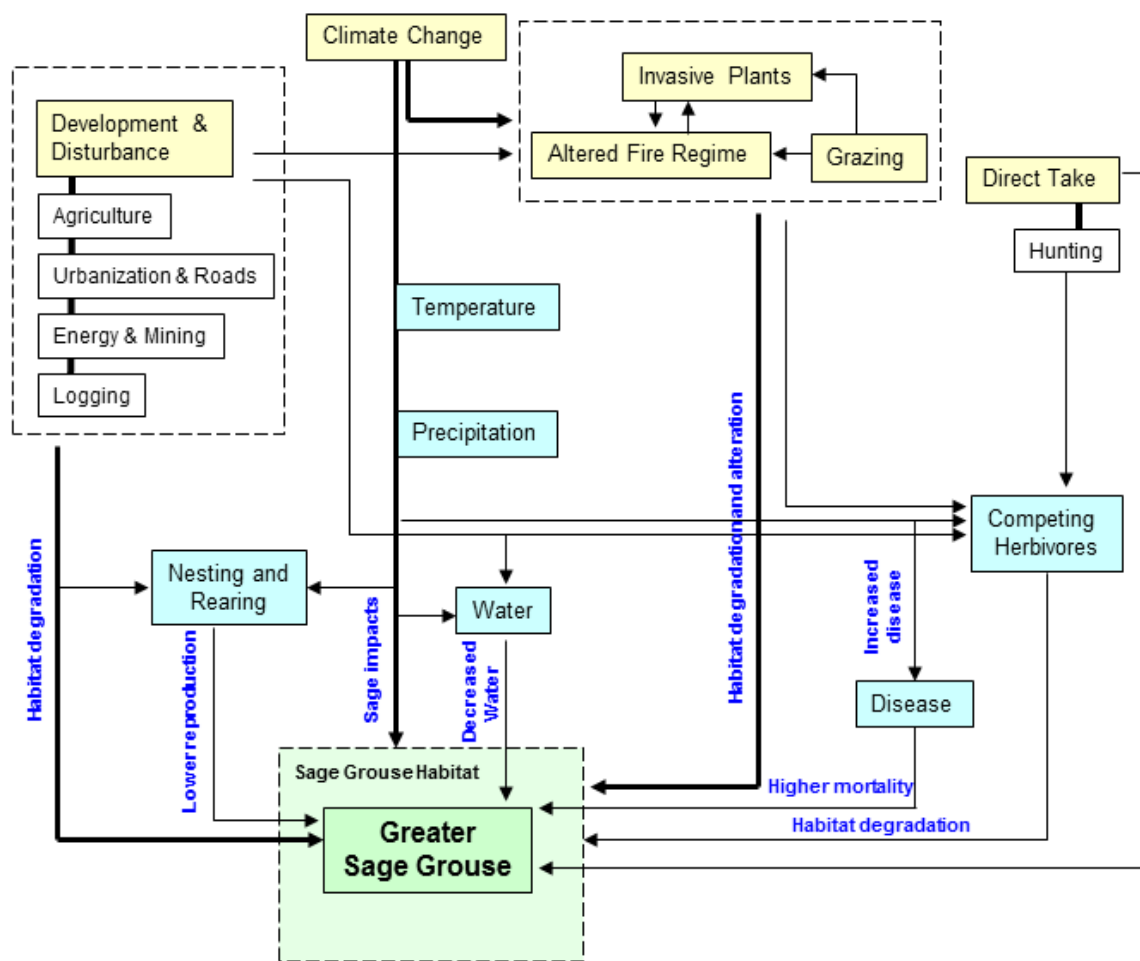 Climate Change
Invasive Plants
Development &
Disturbance
Altered Fire Regime
Grazing
Direct Take
Agriculture
Hunting
Urbanization & Roads
Temperature
Energy & Mining
Logging
Precipitation
Habitat degradation and alteration
Competing
Herbivores
Habitat degradation
Nesting and
Rearing
Sage impacts
Water
Increased
disease
Decreased
Water
Lower reproduction
Disease
Sage Grouse Habitat
Higher mortality
Habitat degradation
Greater
Sage Grouse